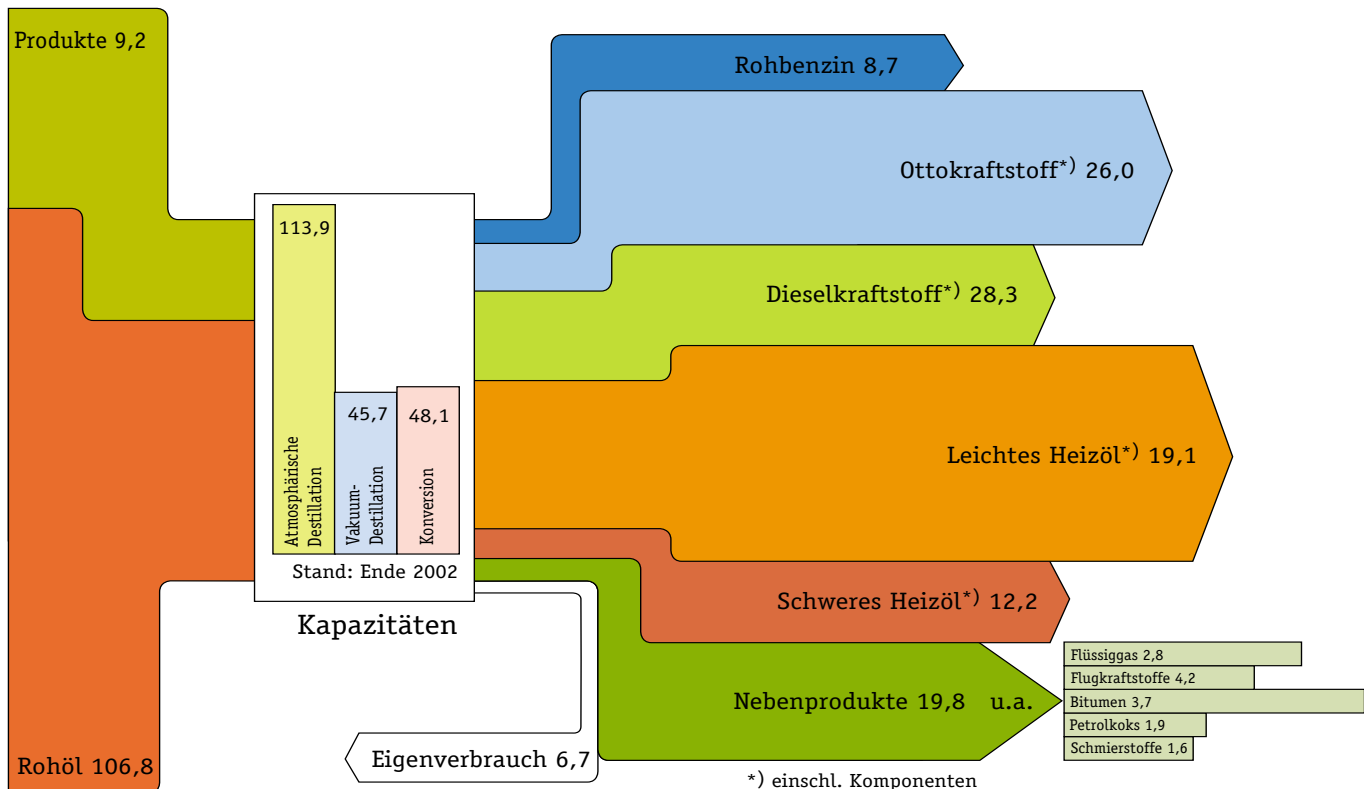 Produkte 9,2
Rohöl 106,8
113,9
Atmosphärische
Destillation
45,7
Vakuum-
Destillation
48,1
Konversion
Stand: Ende 2002
Kapazitäten
Rohbenzin 8,7
Ottokraftstoff*) 26,0
Dieselkraftstoff*) 28,3
Leichtes Heizöl*) 19,1
Schweres Heizöl*) 12,2
Nebenprodukte 19,8 u.a.
Flüssiggas 2,8
Flugkraftstoffe 4,2
Bitumen 3,7
Petrolkoks 1,9
Schmierstoffe 1,6
Eigenverbrauch 6,7
*) einschl. Komponenten